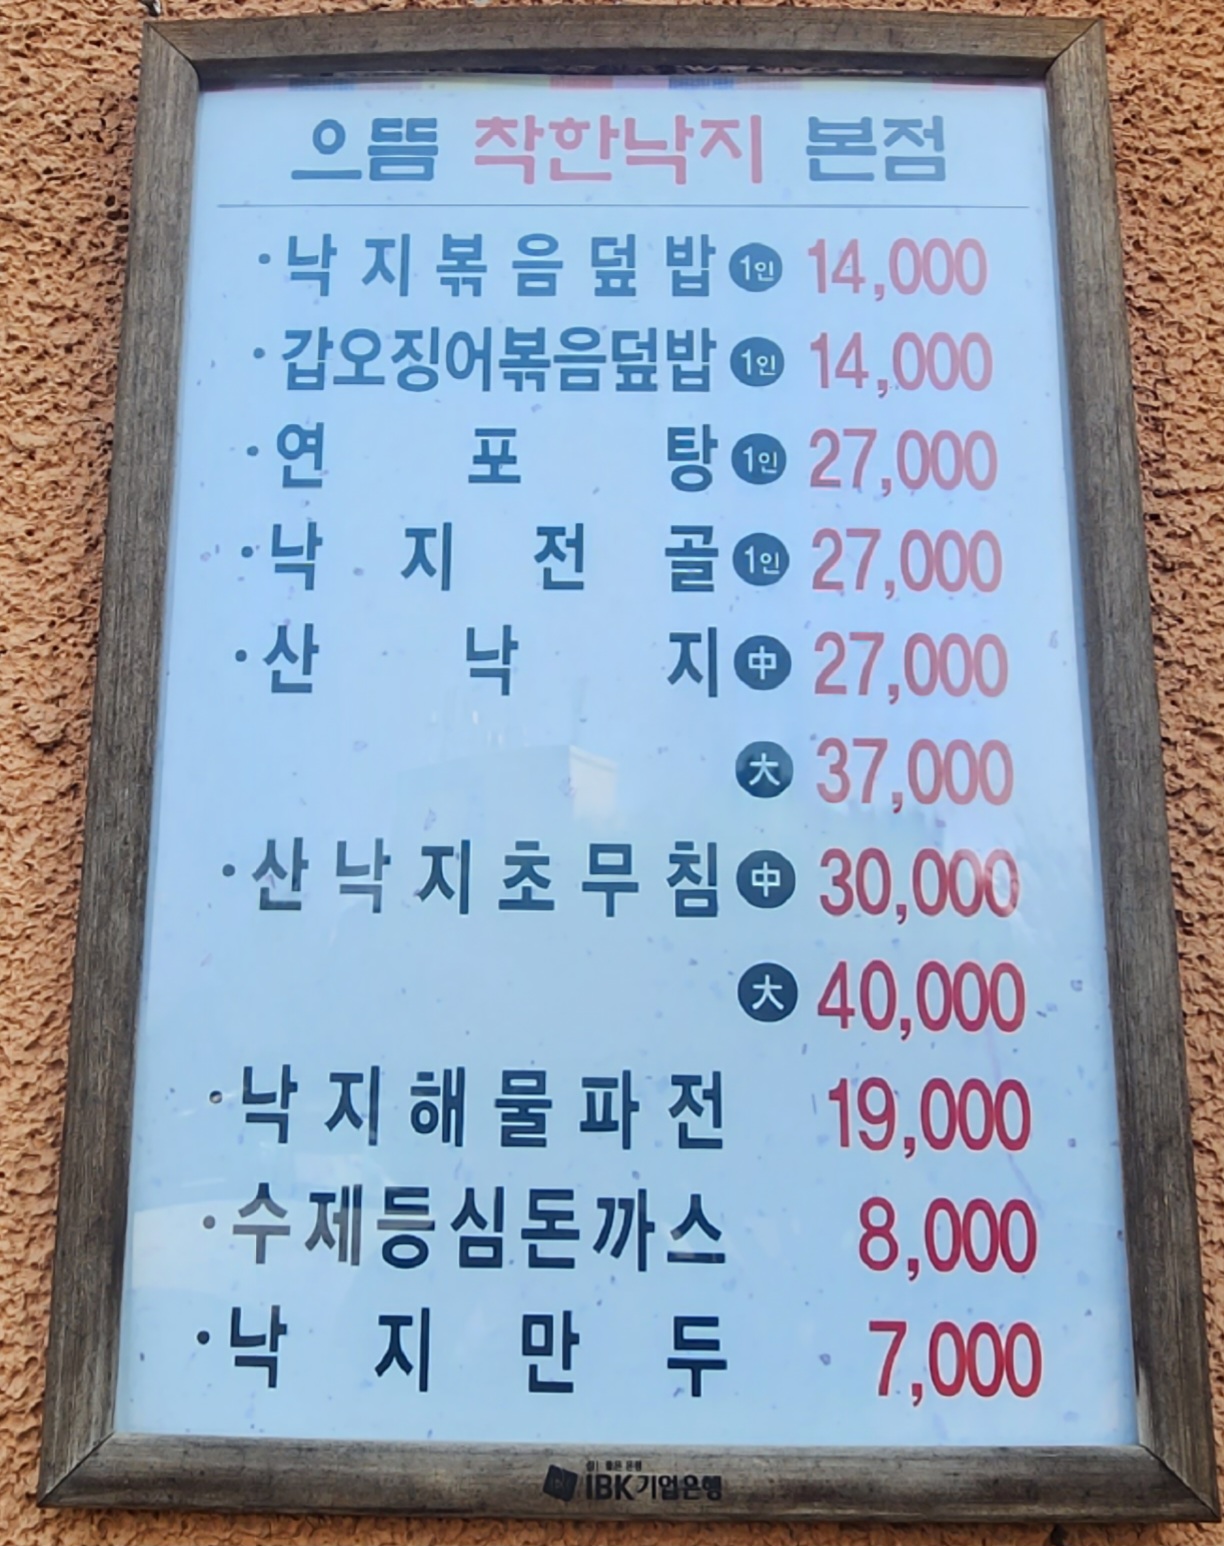 으뜸 착한낙지 본점
· 낙지볶음덮밥 1인 14,000
· 갑오징어볶음덮밥 1인 14,000
· 연포탕 1인 27,000
· 낙지전골 1인 27,000
· 산낙지 中 27,000
大 37,000
· 산낙지초무침 中 30,000
大 40,000
· 낙지해물파전 19,000
· 수제등심돈까스 8,000
· 낙지만두 7,000
IBK기업은행